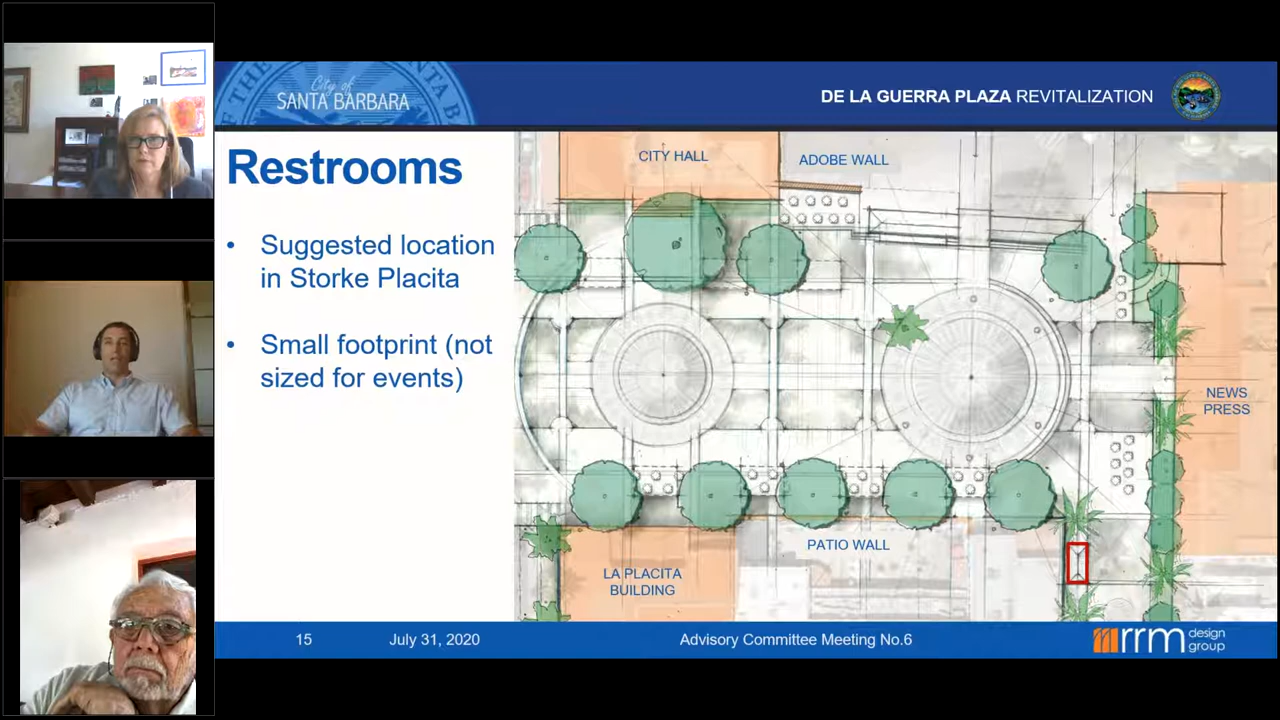 City of
SANTA BARBARA
DE LA GUERRA PLAZA REVITALIZATION
Restrooms
• Suggested location
in Storke Placita
• Small footprint (not
sized for events)
CITY HALL
ADOBE WALL
NEWS
PRESS
PATIO WALL
LA PLACITA
BUILDING
15
July 31, 2020
Advisory Committee Meeting No.6
rrm design
group